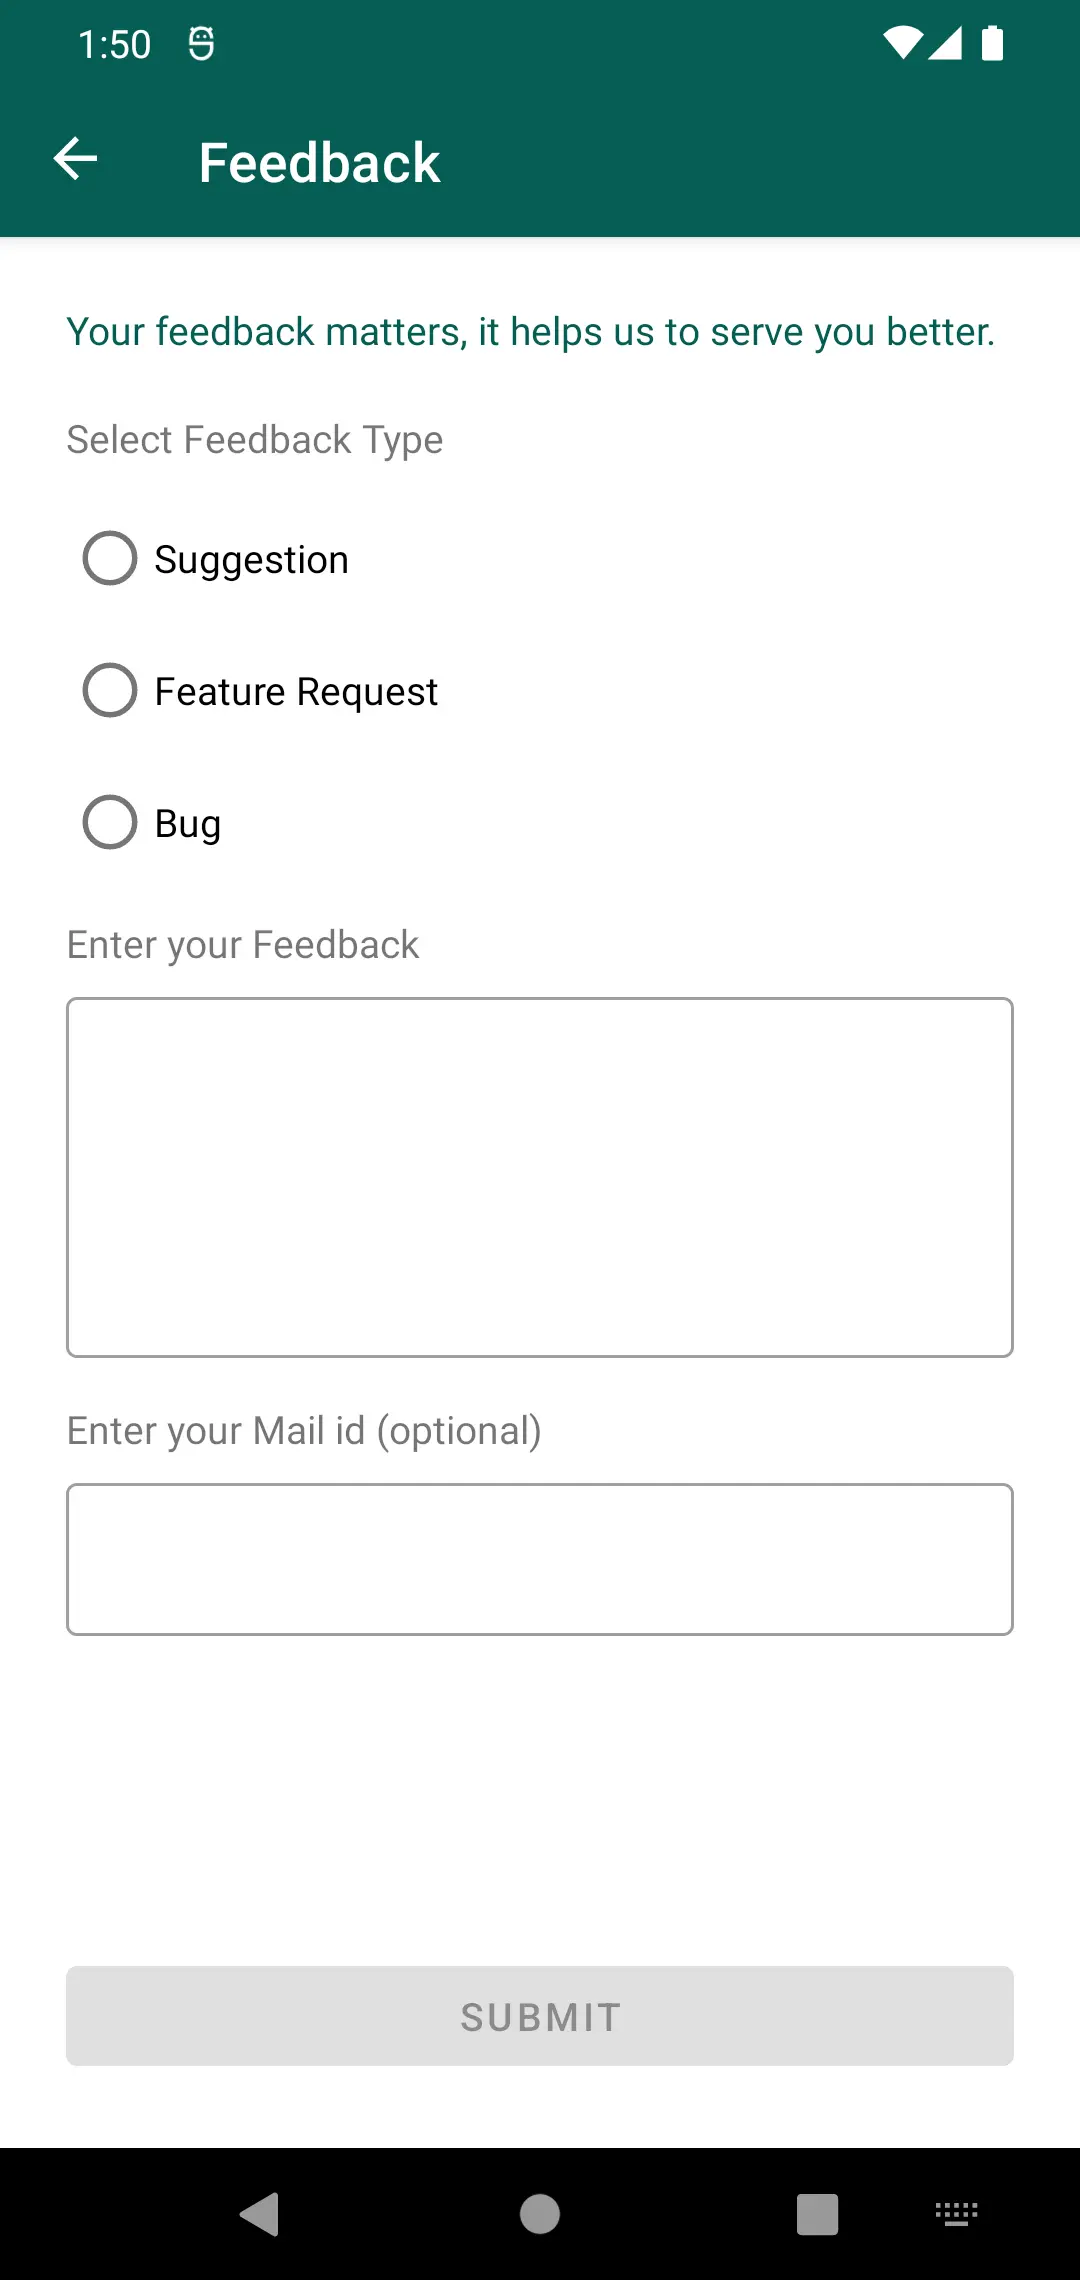 1:50
Feedback
Your feedback matters, it helps us to serve you better.
Select Feedback Type
Suggestion
Feature Request
Bug
Enter your Feedback
Enter your Mail id (optional)
SUBMIT